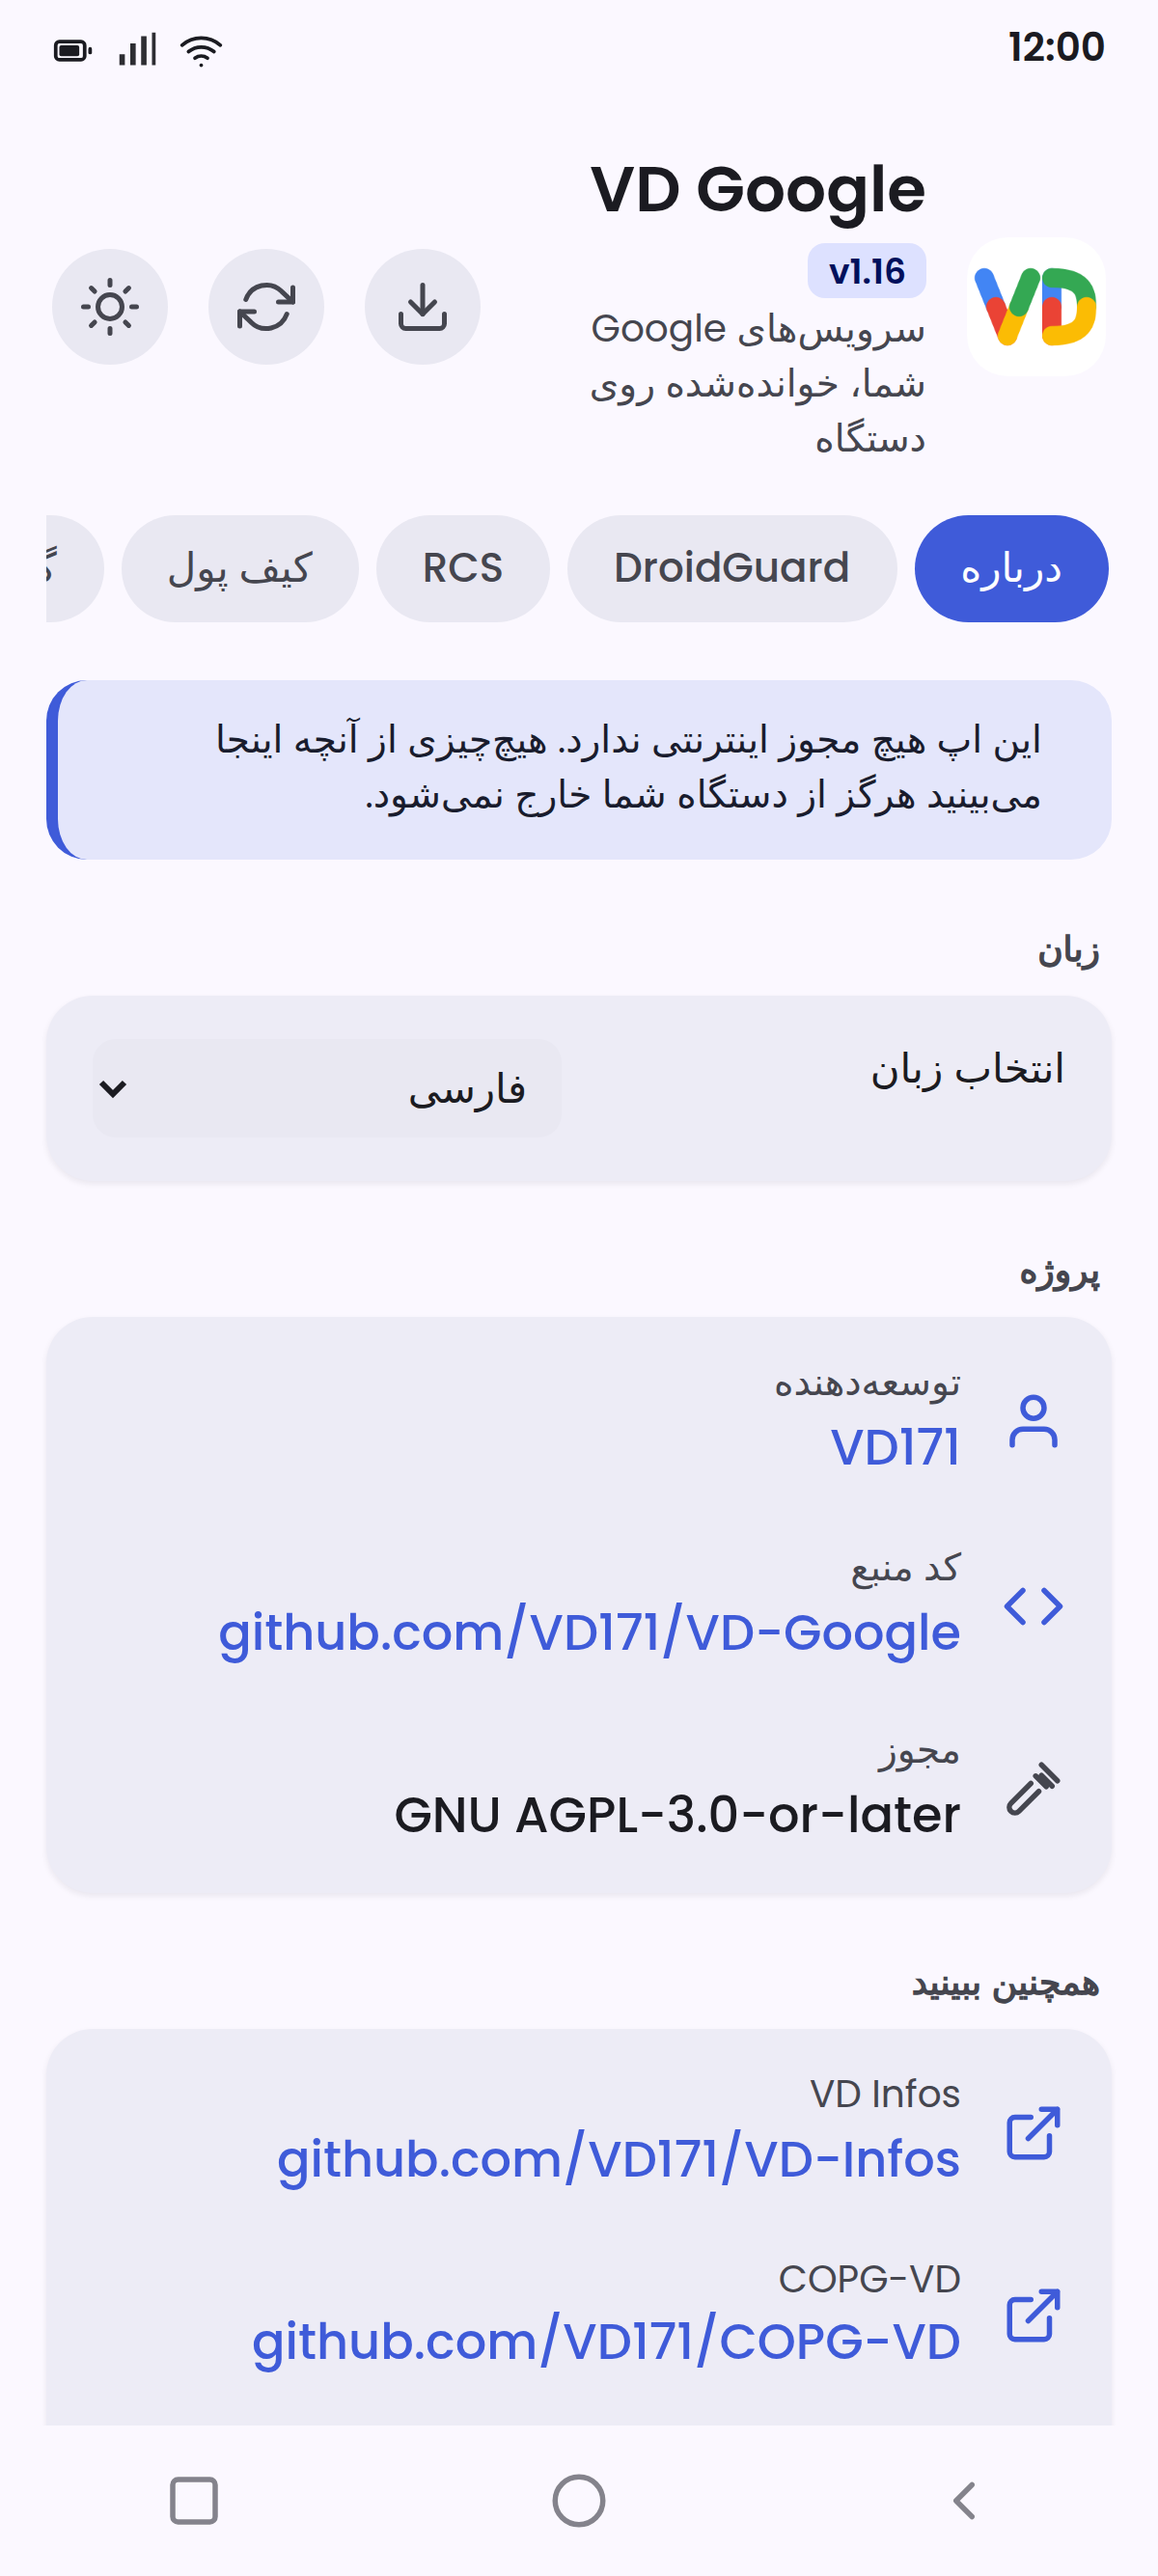 12:00
VD Google
v1.16
سرویس‌های Google
شما، خوانده‌شده روی
دستگاه
درباره
DroidGuard
RCS
کیف پول
این اپ هیچ مجوز اینترنتی ندارد. هیچ‌چیزی از آنچه اینجا
می‌بینید هرگز از دستگاه شما خارج نمی‌شود.
زبان
انتخاب زبان
فارسی
پروژه
توسعه‌دهنده
VD171
کد منبع
github.com/VD171/VD-Google
مجوز
GNU AGPL-3.0-or-later
همچنین ببینید
VD Infos
github.com/VD171/VD-Infos
COPG-VD
github.com/VD171/COPG-VD